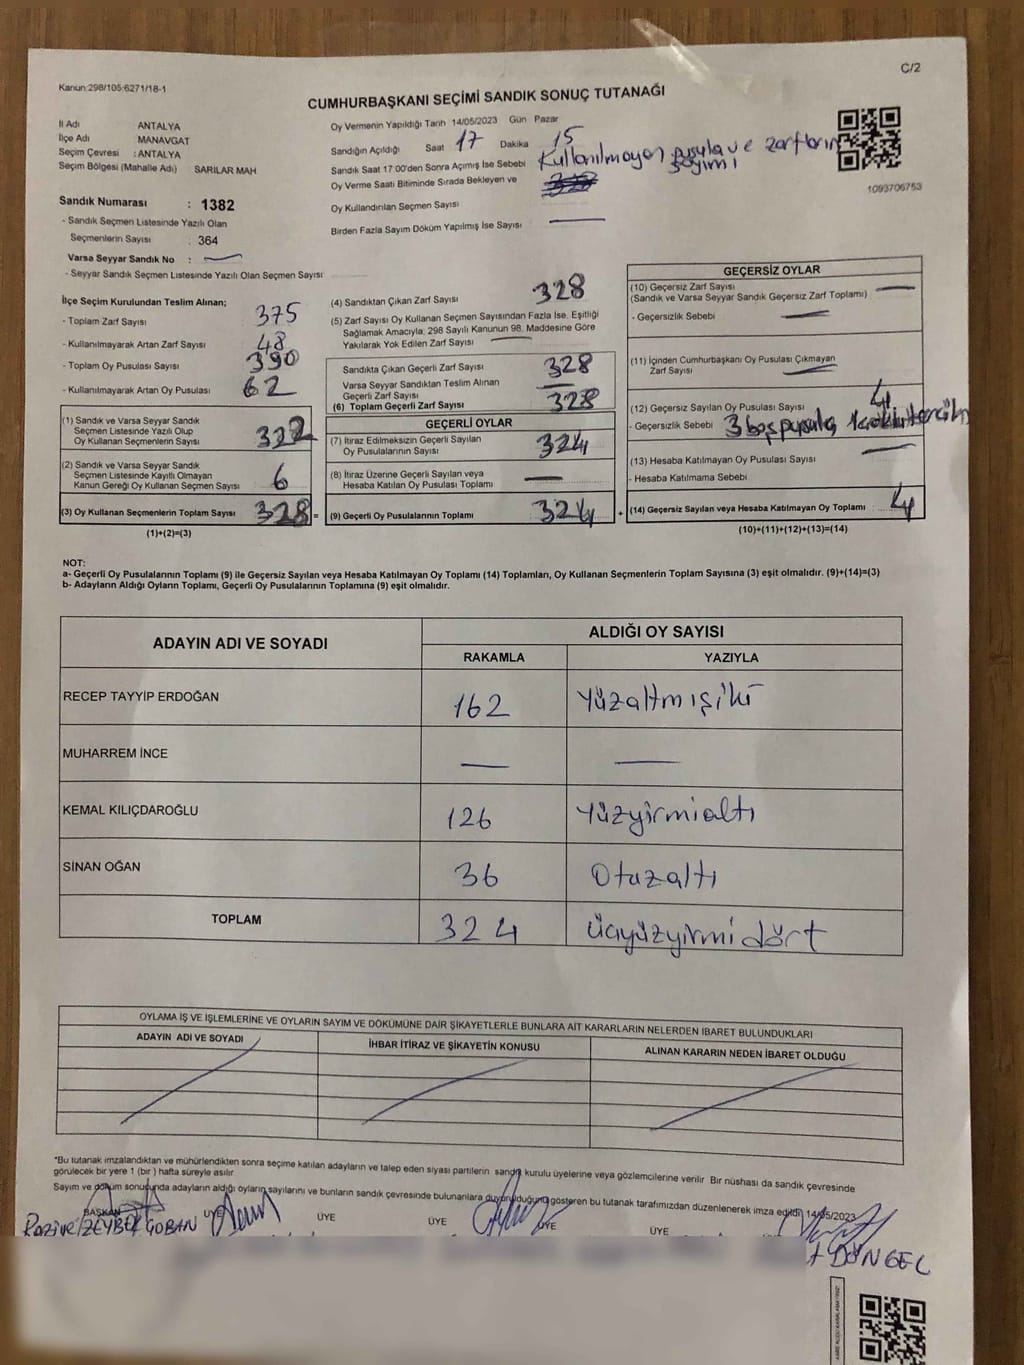 C/2
Kanun:298/105:6271/18-1
CUMHURBAŞKANI SEÇİMİ SANDIK SONUÇ TUTANAĞI
İl Adı ANTALYA
İlçe Adı MANAVGAT
Seçim Çevresi : ANTALYA
Seçim Bölgesi (Mahalle Adı) SARILAR MAH
Sandık Numarası : 1382
- Sandık Seçmen Listesinde Yazılı Olan
Seçmenlerin Sayısı : 364
Varsa Seyyar Sandık No :
- Seyyar Sandık Seçmen Listesinde Yazılı Olan Seçmen Sayısı
Oy Vermenin Yapıldığı Tarih 14/05/2023 Gün Pazar
Sandığın Açıldığı Saat 17 Dakika 15
Sandık Saat 17:00'den Sonra Açımış İse Sebebi Kullanılmayan pusula ve zarfların sayımı
Oy Verme Saati Bitiminde Sırada Bekleyen ve
Oy Kullandırılan Seçmen Sayısı
Birden Fazla Sayım Döküm Yapılmış İse Sayısı
1093706753
İlçe Seçim Kurulundan Teslim Alınan;
- Toplam Zarf Sayısı 375
- Kullanılmayarak Artan Zarf Sayısı 48
- Toplam Oy Pusulası Sayısı 390
- Kullanılmayarak Artan Oy Pusulası 62
(1) Sandık ve Varsa Seyyar Sandık
Seçmen Listesinde Yazılı Olup
Oy Kullanan Seçmenlerin Sayısı 322
(2) Sandık ve Varsa Seyyar Sandık
Seçmen Listesinde Kayıtlı Olmayan
Kanun Gereği Oy Kullanan Seçmen Sayısı 6
(3) Oy Kullanan Seçmenlerin Toplam Sayısı 328 =
(1)+(2)=(3)
(4) Sandıktan Çıkan Zarf Sayısı 328
(5) Zarf Sayısı Oy Kullanan Seçmen Sayısından Fazla İse, Eşitliği
Sağlamak Amacıyla, 298 Sayılı Kanunun 98. Maddesine Göre
Yakılarak Yok Edilen Zarf Sayısı
Sandıkta Çıkan Geçerli Zarf Sayısı 328
Varsa Seyyar Sandıktan Teslim Alınan
Geçerli Zarf Sayısı
(6) Toplam Geçerli Zarf Sayısı 328
GEÇERLİ OYLAR
(7) İtiraz Edilmeksizin Geçerli Sayılan
Oy Pusulalarının Sayısı 324
(8) İtiraz Üzerine Geçerli Sayılan veya
Hesaba Katılan Oy Pusulası Toplamı
(9) Geçerli Oy Pusulalarının Toplamı 324 +
GEÇERSİZ OYLAR
(10) Geçersiz Zarf Sayısı
(Sandık ve Varsa Seyyar Sandık Geçersiz Zarf Toplamı)
- Geçersizlik Sebebi
(11) İçinden Cumhurbaşkanı Oy Pusulası Çıkmayan
Zarf Sayısı
(12) Geçersiz Sayılan Oy Pusulası Sayısı 4
- Geçersizlik Sebebi 3 boş pusula,
(13) Hesaba Katılmayan Oy Pusulası Sayısı
- Hesaba Katılmama Sebebi
(14) Geçersiz Sayılan veya Hesaba Katılmayan Oy Toplamı 4
(10)+(11)+(12)+(13)=(14)
NOT:
a- Geçerli Oy Pusulalarının Toplamı (9) ile Geçersiz Sayılan veya Hesaba Katılmayan Oy Toplamı (14) Toplamları, Oy Kullanan Seçmenlerin Toplam Sayısına (3) eşit olmalıdır. (9)+(14)=(3)
b- Adayların Aldığı Oyların Toplamı, Geçerli Oy Pusulalarının Toplamına (9) eşit olmalıdır.
ADAYIN ADI VE SOYADI ALDIĞI OY SAYISI
RAKAMLA YAZIYLA
RECEP TAYYİP ERDOĞAN 162 Yüzaltmışiki
MUHARREM İNCE
KEMAL KILIÇDAROĞLU 126 Yüzyirmialtı
SİNAN OĞAN 36 Otuzaltı
TOPLAM 324 Üçyüzyirmidört
OYLAMA İŞ VE İŞLEMLERİNE VE OYLARIN SAYIM VE DÖKÜMÜNE DAİR ŞİKAYETLERLE BUNLARA AİT KARARLARIN NELERDEN İBARET BULUNDUKLARI
ADAYIN ADI VE SOYADI İHBAR İTİRAZ VE ŞİKAYETİN KONUSU ALINAN KARARIN NEDEN İBARET OLDUĞU
*Bu tutanak imzalandıktan ve mühürlendikten sonra seçime katılan adayların ve talep eden siyasi partilerin sandık kurulu üyelerine veya gözlemcilerine verilir Bir nüshası da sandık çevresinde
görülecek bir yere 1 (bir) hafta süreyle asılır.
Sayım ve döküm sonucunda adayların aldığı oyların sayılarını ve bunların sandık çevresinde bulunanlara duyurulduğunu gösteren bu tutanak tarafımızdan düzenlenerek imza edildi 14/05/2023
BAŞKAN ÜYE ÜYE ÜYE ÜYE ÜYE
ZEYBEK ÇOBAN
DÖNGEL